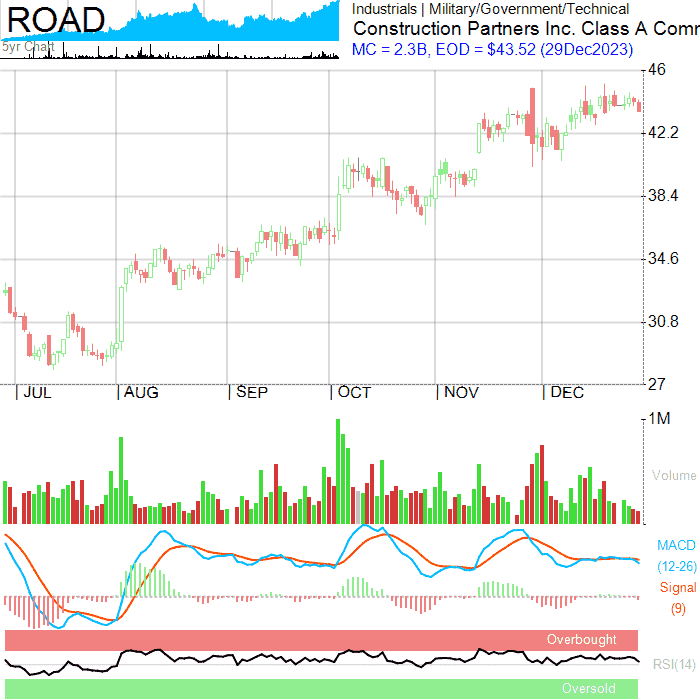 ROAD
5yr Chart
Industrials | Military/Government/Technical
Construction Partners Inc. Class A Comm
MC = 2.3B, EOD = $43.52 (29Dec2023)
46
42.2
38.4
34.6
30.8
27
JUL AUG SEP OCT NOV DEC
1M
Volume
MACD
(12-26)
Signal
(9)
Overbought
RSI(14)
Oversold